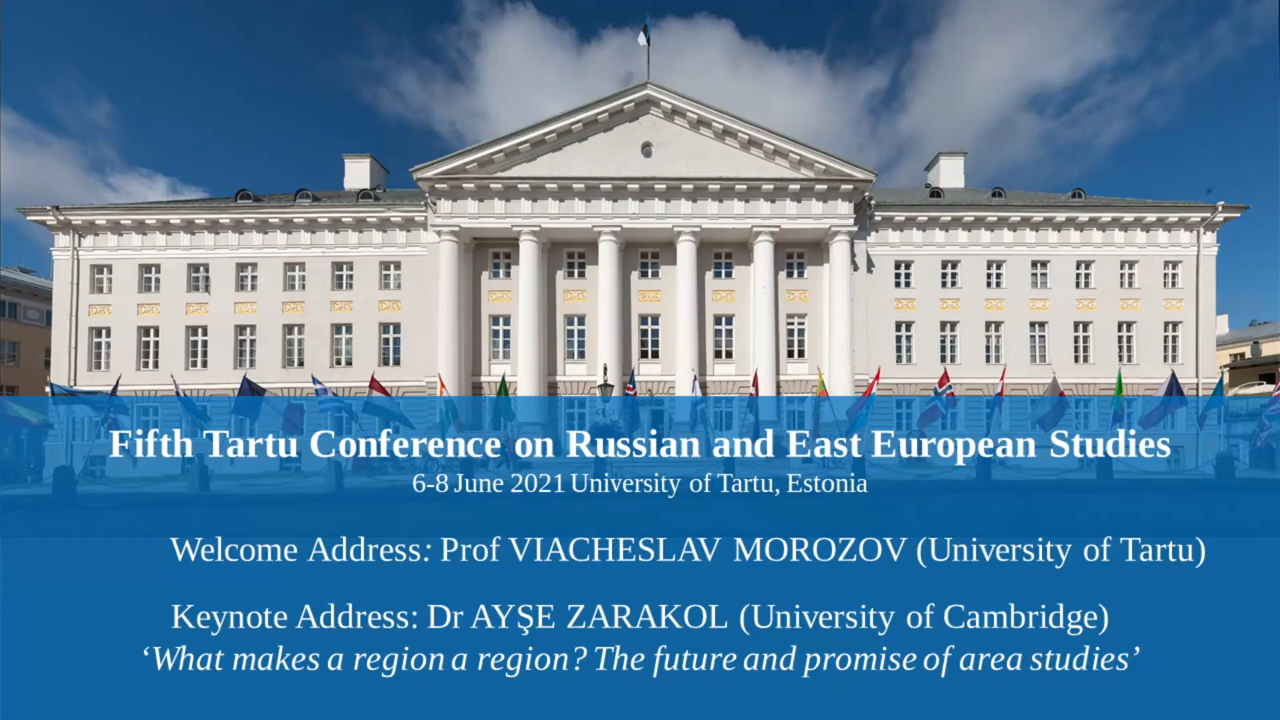 Fifth Tartu Conference on Russian and East European Studies
6-8 June 2021 University of Tartu, Estonia
Welcome Address: Prof VIACHESLAV MOROZOV (University of Tartu)
Keynote Address: Dr AYŞE ZARAKOL (University of Cambridge)
‘What makes a region a region? The future and promise of area studies’